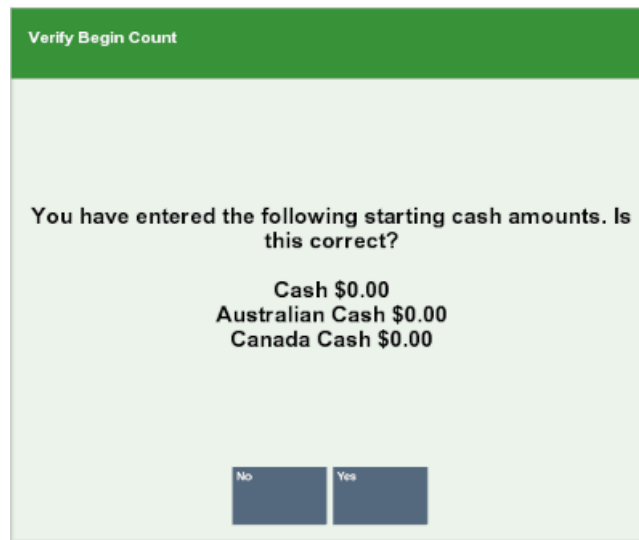 Verify Begin Count
You have entered the following starting cash amounts. Is
this correct?
Cash $0.00
Australian Cash $0.00
Canada Cash $0.00
No
Yes